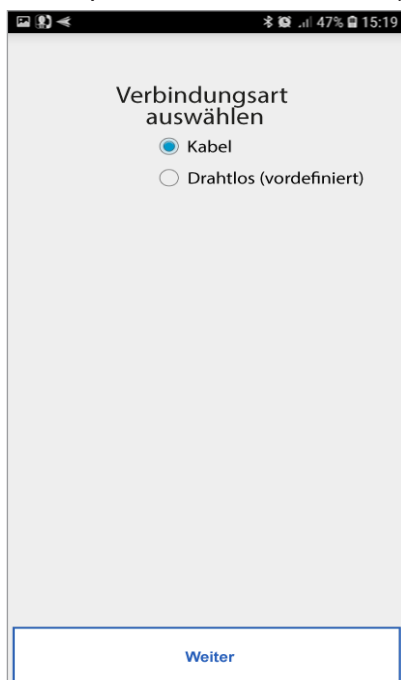 47% 15:19
Verbindungsart
auswählen
Kabel
Drahtlos (vordefiniert)
Weiter